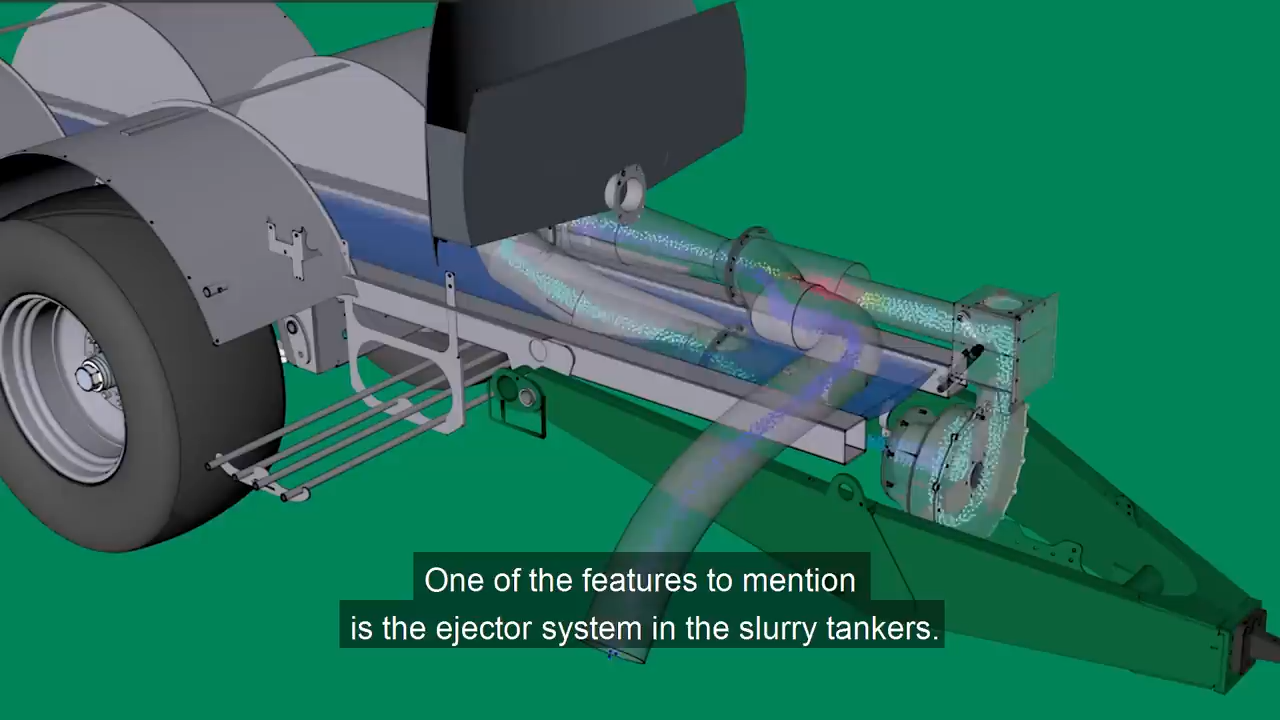 One of the features to mention
is the ejector system in the slurry tankers.